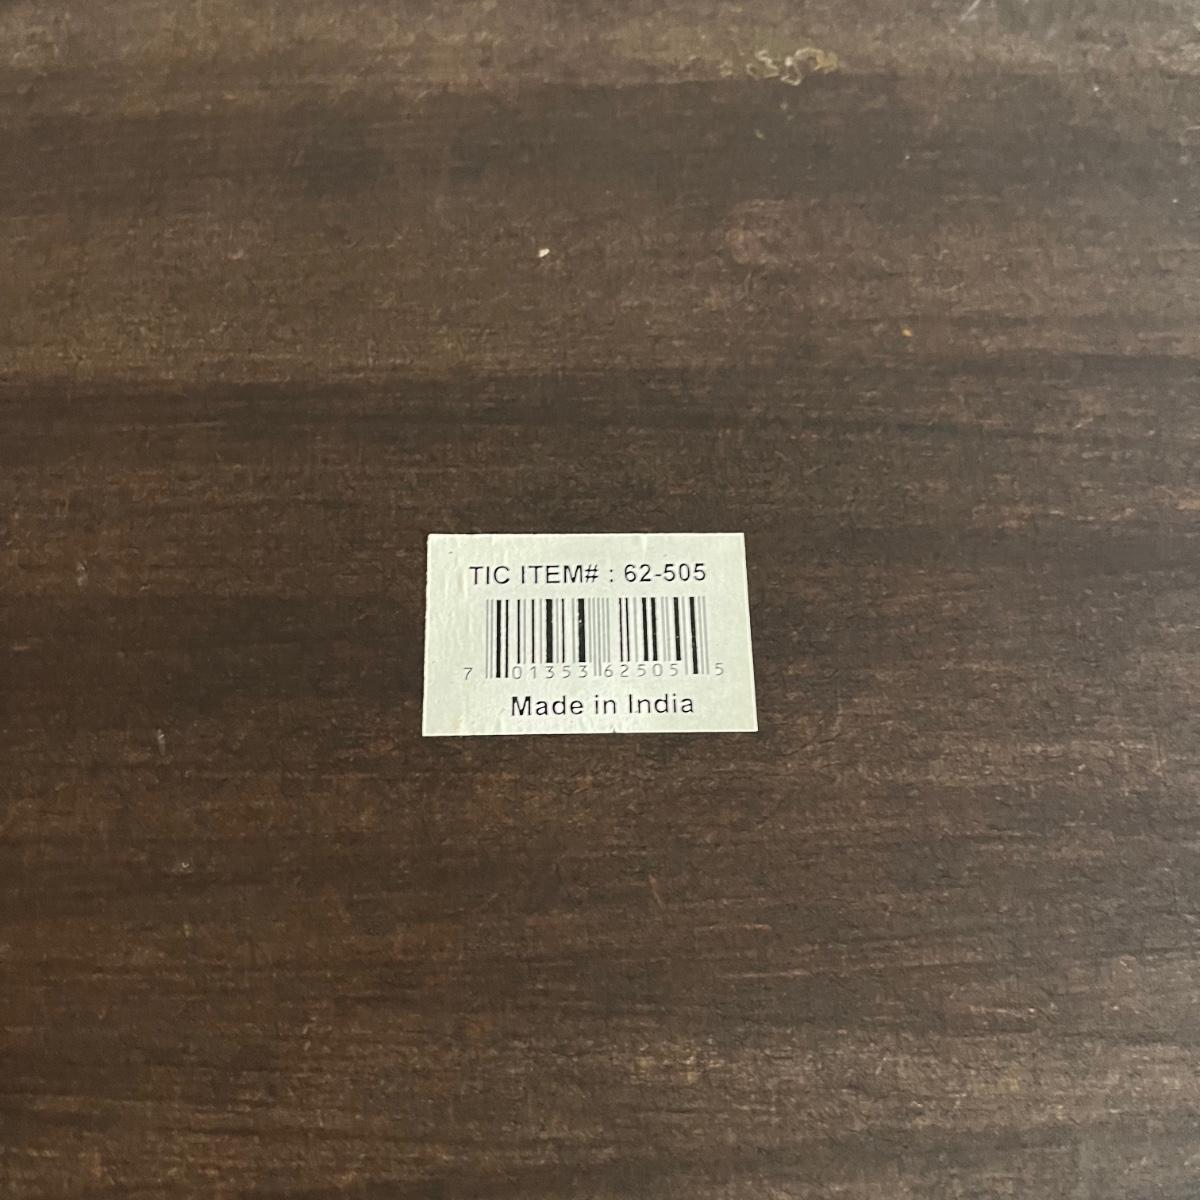 TIC ITEM# : 62-505
7 01353 62505 5
Made in India